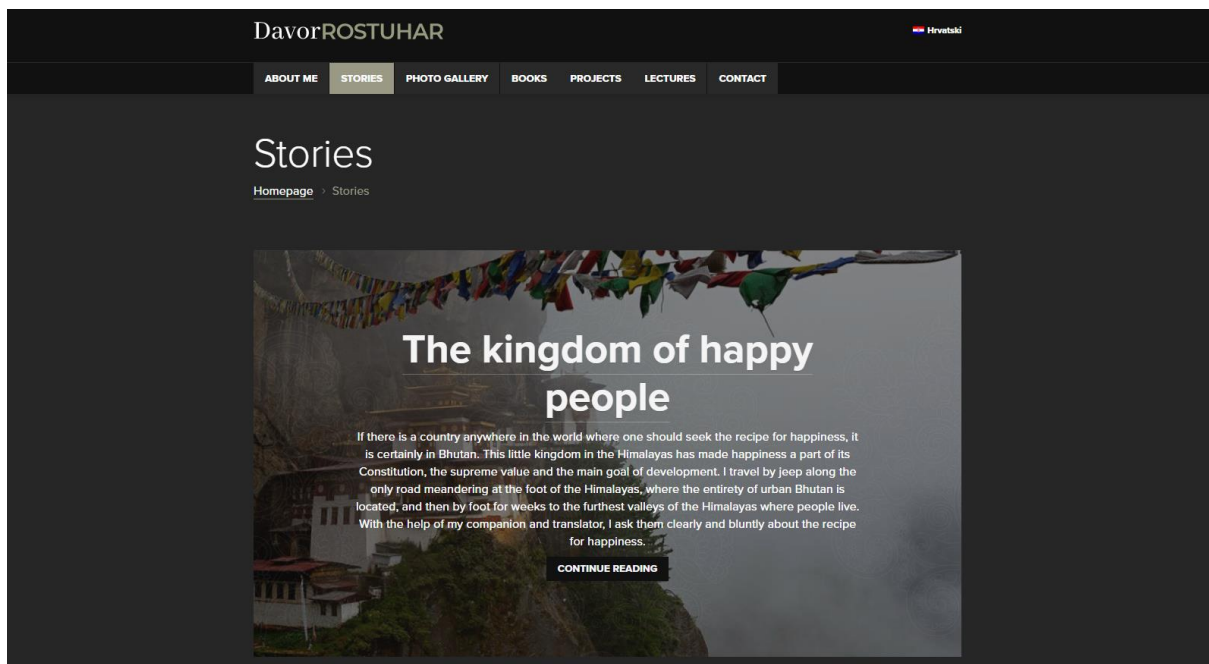 DavorROSTUHAR
Hrvatski
ABOUT ME STORIES PHOTO GALLERY BOOKS PROJECTS LECTURES CONTACT
Stories
Homepage › Stories
The kingdom of happy
people
If there is a country anywhere in the world where one should seek the recipe for happiness, it
is certainly in Bhutan. This little kingdom in the Himalayas has made happiness a part of its
Constitution, the supreme value and the main goal of development. I travel by jeep along the
only road meandering at the foot of the Himalayas, where the entirety of urban Bhutan is
located, and then by foot for weeks to the furthest valleys of the Himalayas where people live.
With the help of my companion and translator, I ask them clearly and bluntly about the recipe
for happiness.
CONTINUE READING